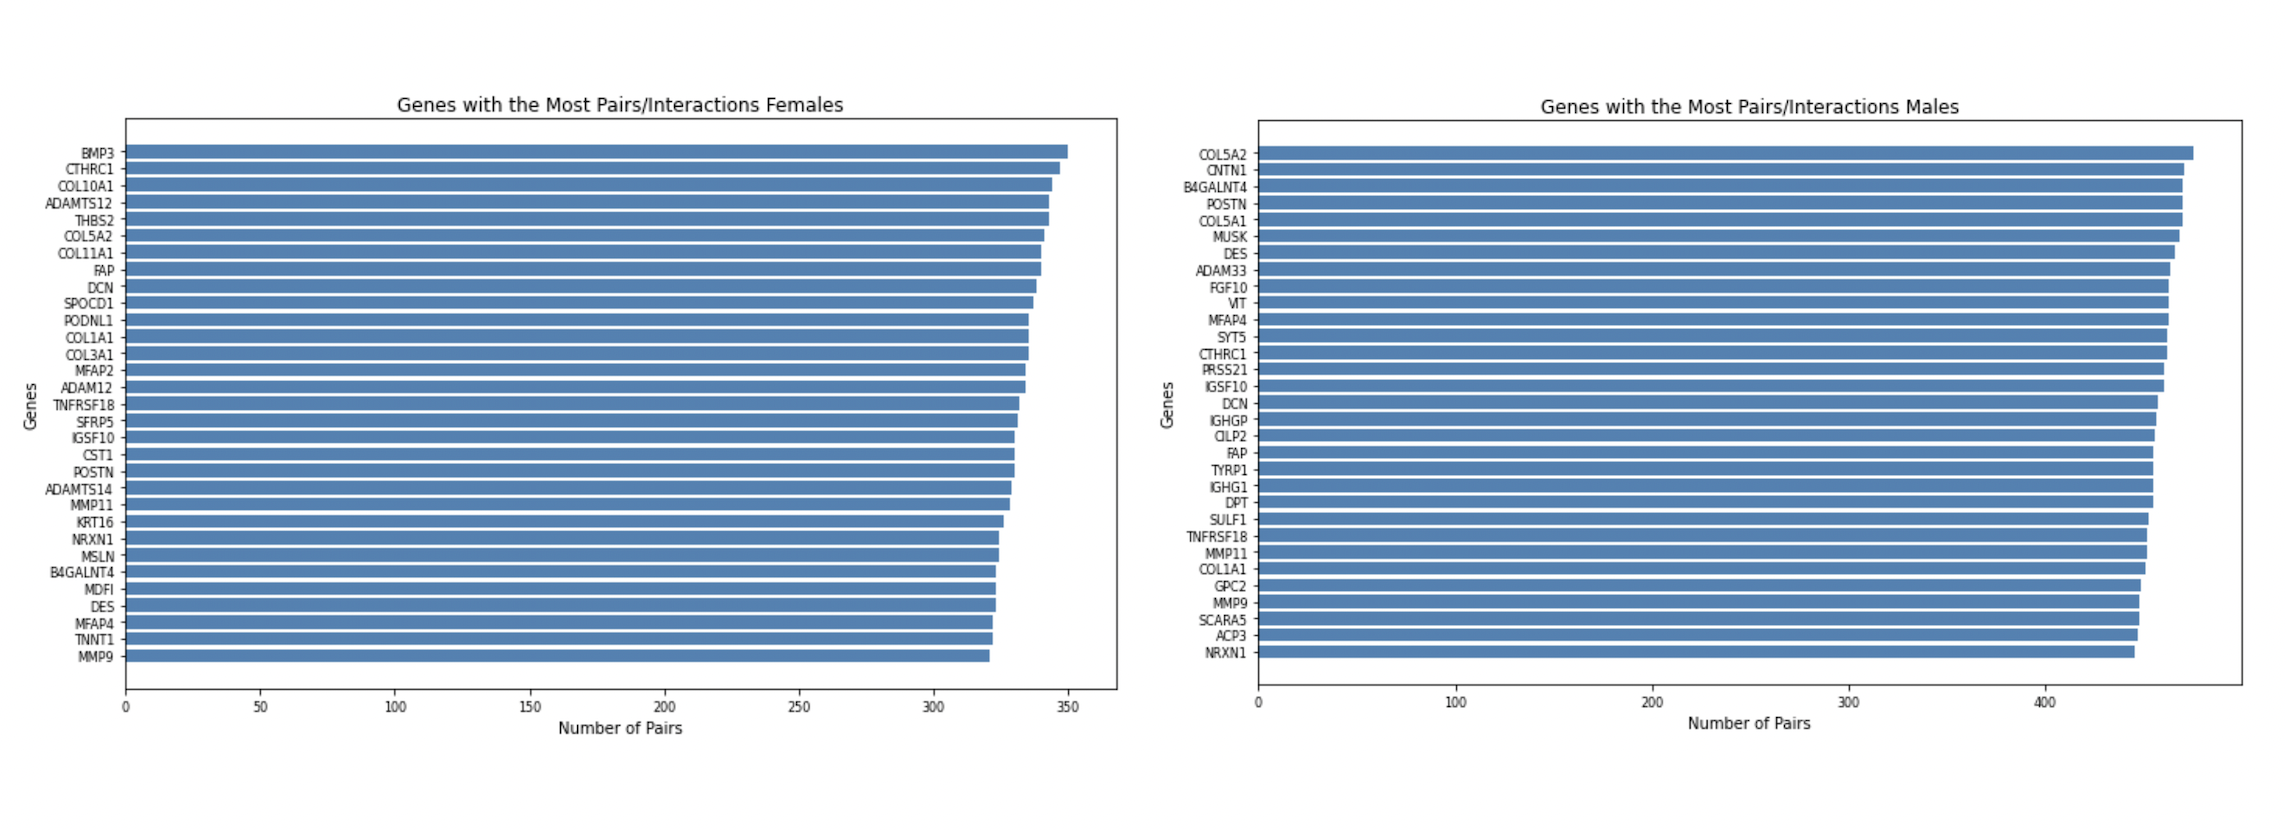 Genes with the Most Pairs/Interactions Females
Genes
BMP3
CTHRC1
COL10A1
ADAMTS12
THBS2
COL5A2
COL11A1
FAP
DCN
SPOCD1
PODNL1
COL1A1
COL3A1
MFAP2
ADAM12
TNFRSF18
SFRP5
IGSF10
CST1
POSTN
ADAMTS14
MMP11
KRT16
NRXN1
MSLN
B4GALNT4
MDFI
DES
MFAP4
TNNT1
MMP9
0 50 100 150 200 250 300 350
Number of Pairs
Genes with the Most Pairs/Interactions Males
Genes
COL5A2
CNTN1
B4GALNT4
POSTN
COL5A1
MUSK
DES
ADAM33
FGF10
VIT
MFAP4
SYT5
CTHRC1
PRSS21
IGSF10
DCN
IGHGP
CILP2
FAP
TYRP1
IGHG1
DPT
SULF1
TNFRSF18
MMP11
COL1A1
GPC2
MMP9
SCARA5
ACP3
NRXN1
0 100 200 300 400
Number of Pairs